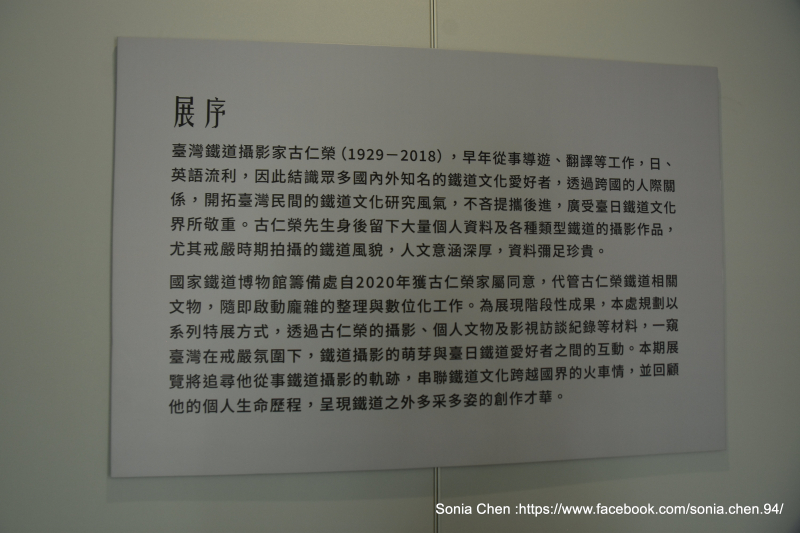 展序
臺灣鐵道攝影家古仁榮（1929－2018），早年從事導遊、翻譯等工作，日、
英語流利，因此結識眾多國內外知名的鐵道文化愛好者，透過跨國的人際關
係，開拓臺灣民間的鐵道文化研究風氣，不吝提攜後進，廣受臺日鐵道文化
界所敬重。古仁榮先生身後留下大量個人資料及各種類型鐵道的攝影作品，
尤其戒嚴時期拍攝的鐵道風貌，人文意涵深厚，資料彌足珍貴。
國家鐵道博物館籌備處自2020年獲古仁榮家屬同意，代管古仁榮鐵道相關
文物，隨即啟動龐雜的整理與數位化工作。為展現階段性成果，本處規劃以
系列特展方式，透過古仁榮的攝影、個人文物及影視訪談紀錄等材料，一窺
臺灣在戒嚴氛圍下，鐵道攝影的萌芽與臺日鐵道愛好者之間的互動。本期展
覽將追尋他從事鐵道攝影的軌跡，串聯鐵道文化跨越國界的火車情，並回顧
他的個人生命歷程，呈現鐵道之外多采多姿的創作才華。
Sonia Chen :https://www.facebook.com/sonia.chen.94/